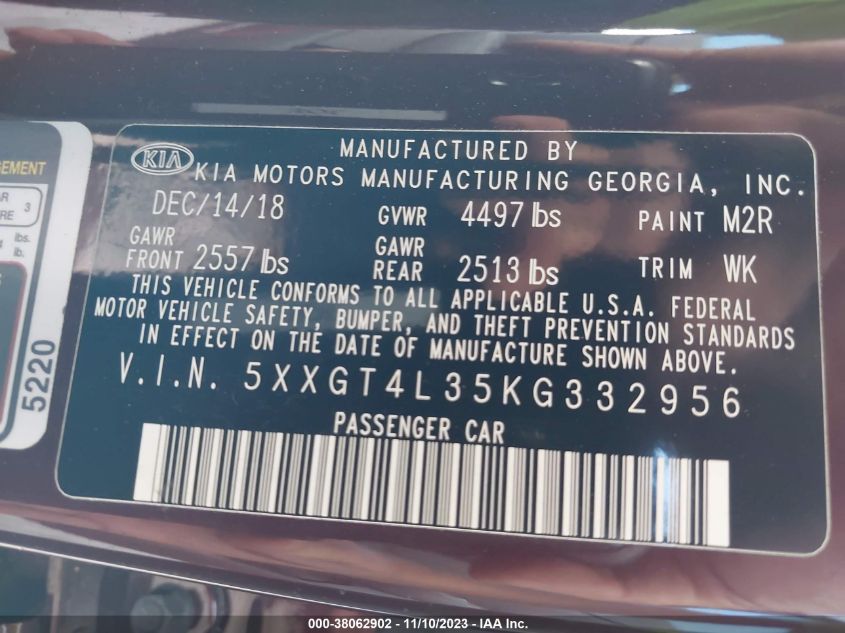 MANUFACTURED BY
KIA KIA MOTORS MANUFACTURING GEORGIA, INC.
DEC/14/18 GVWR 4497 lbs PAINT M2R
GAWR FRONT 2557 lbs GAWR REAR 2513 lbs TRIM WK
THIS VEHICLE CONFORMS TO ALL APPLICABLE U.S.A. FEDERAL
MOTOR VEHICLE SAFETY, BUMPER, AND THEFT PREVENTION STANDARDS
IN EFFECT ON THE DATE OF MANUFACTURE SHOWN ABOVE.
V.I.N. 5XXGT4L35KG332956
PASSENGER CAR
3
lbs.
lb.
5220
000-38062902 - 11/10/2023 - IAA Inc.